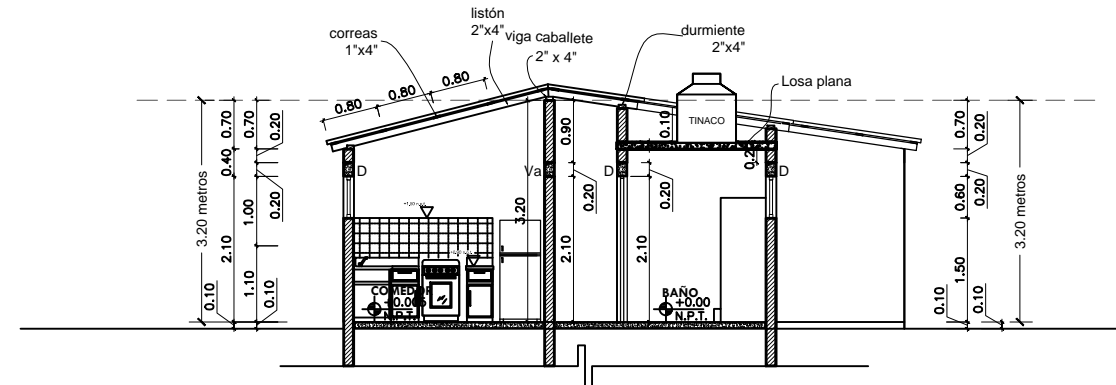 listón
2"x4"
correas
1"x4"
viga caballete
2" x 4"
durmiente
2"x4"
Losa plana
TINACO
0.80
0.80
0.80
0.70
0.70
0.20
0.40
0.20
1.00
2.10
1.10
0.10
0.10
3.20 metros
D
Va
D
D
0.90
0.10
0.20
0.20
3.20
2.10
2.10
COMEDOR
N.P.T.
BAÑO
+0.00
N.P.T.
0.70
0.20
0.20
0.60
1.50
0.10
0.10
3.20 metros